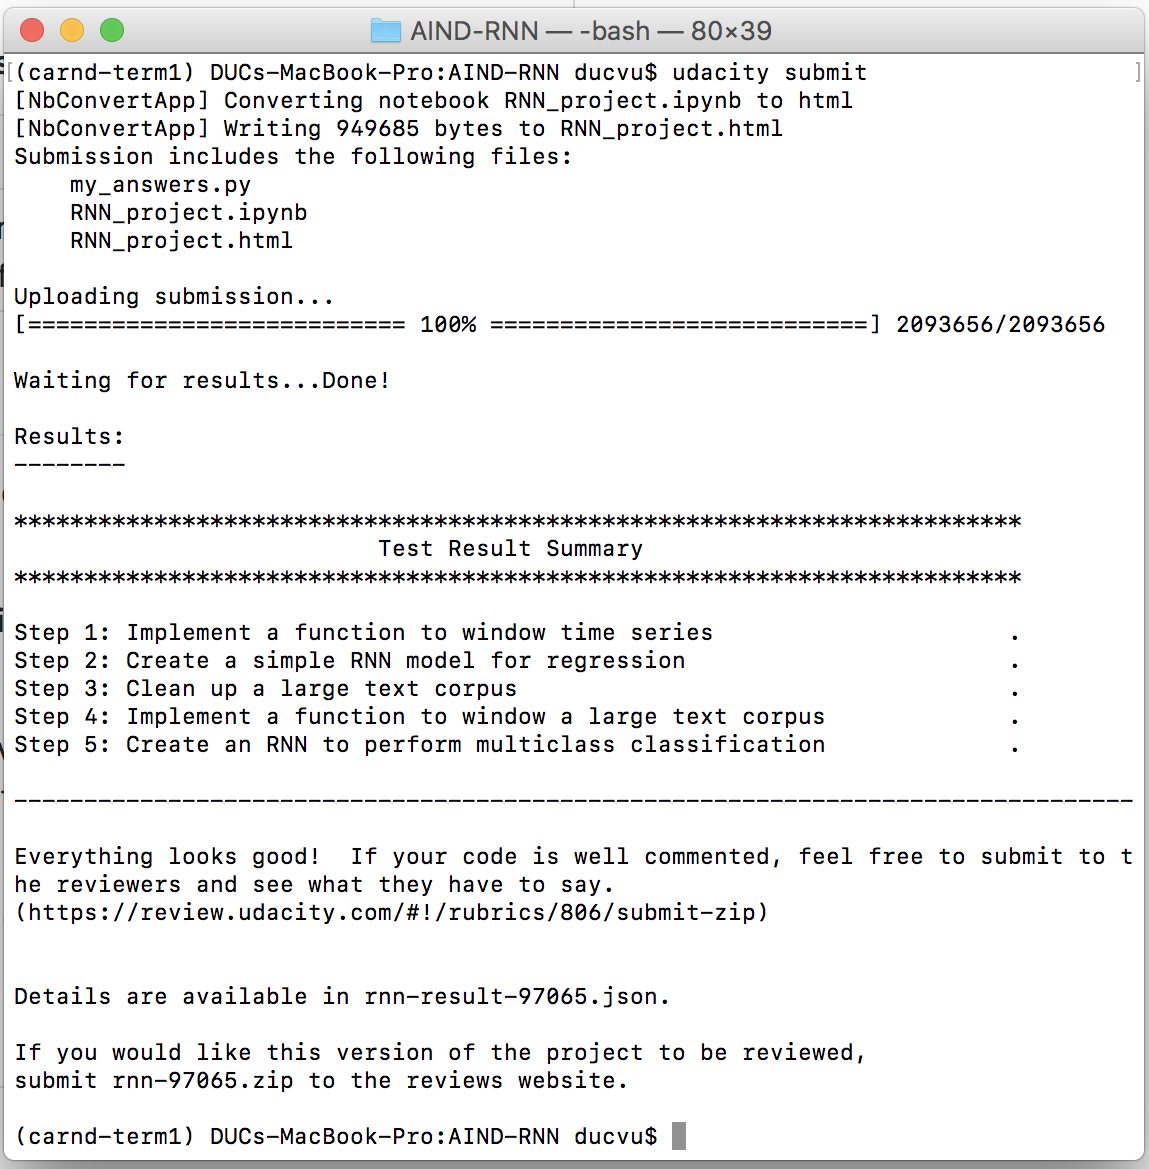 AIND-RNN — -bash — 80×39
[(carnd-term1) DUCs-MacBook-Pro:AIND-RNN ducvu$ udacity submit ]
[NbConvertApp] Converting notebook RNN_project.ipynb to html
[NbConvertApp] Writing 949685 bytes to RNN_project.html
Submission includes the following files:
    my_answers.py
    RNN_project.ipynb
    RNN_project.html
Uploading submission...
[=========================== 100% ===========================] 2093656/2093656
Waiting for results...Done!
Results:
--------
************************************************************************
                          Test Result Summary
************************************************************************
Step 1: Implement a function to window time series                     .
Step 2: Create a simple RNN model for regression                       .
Step 3: Clean up a large text corpus                                   .
Step 4: Implement a function to window a large text corpus             .
Step 5: Create an RNN to perform multiclass classification             .
--------------------------------------------------------------------------------
Everything looks good!  If your code is well commented, feel free to submit to t
he reviewers and see what they have to say.
(https://review.udacity.com/#!/rubrics/806/submit-zip)
Details are available in rnn-result-97065.json.
If you would like this version of the project to be reviewed,
submit rnn-97065.zip to the reviews website.
(carnd-term1) DUCs-MacBook-Pro:AIND-RNN ducvu$